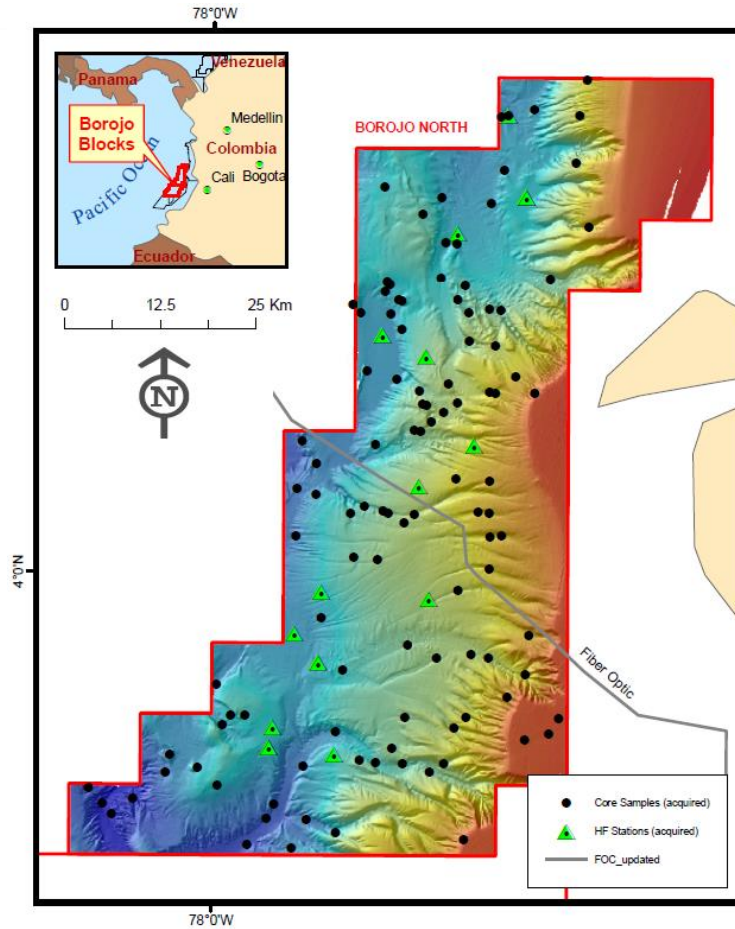 78°0'W
Venezuela
Panama
Borojo
Blocks
Medellin
Colombia
Cali
Bogota
Pacific Ocean
Ecuador
BOROJO NORTH
0
12.5
25 Km
N
4°0'N
Fiber Optic
Core Samples (acquired)
HF Stations (acquired)
FOC_updated
78°0'W